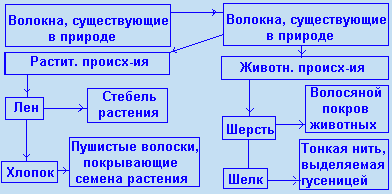 Волокна, существующие
в природе
Волокна, существующие
в природе
Растит. происх-ия
Животн. происх-ия
Лен
Стебель
растения
Волосяной
покров
животных
Шерсть
Хлопок
Пушистые волоски,
покрывающие
семена растения
Шелк
Тонкая нить,
выделяемая
гусеницей